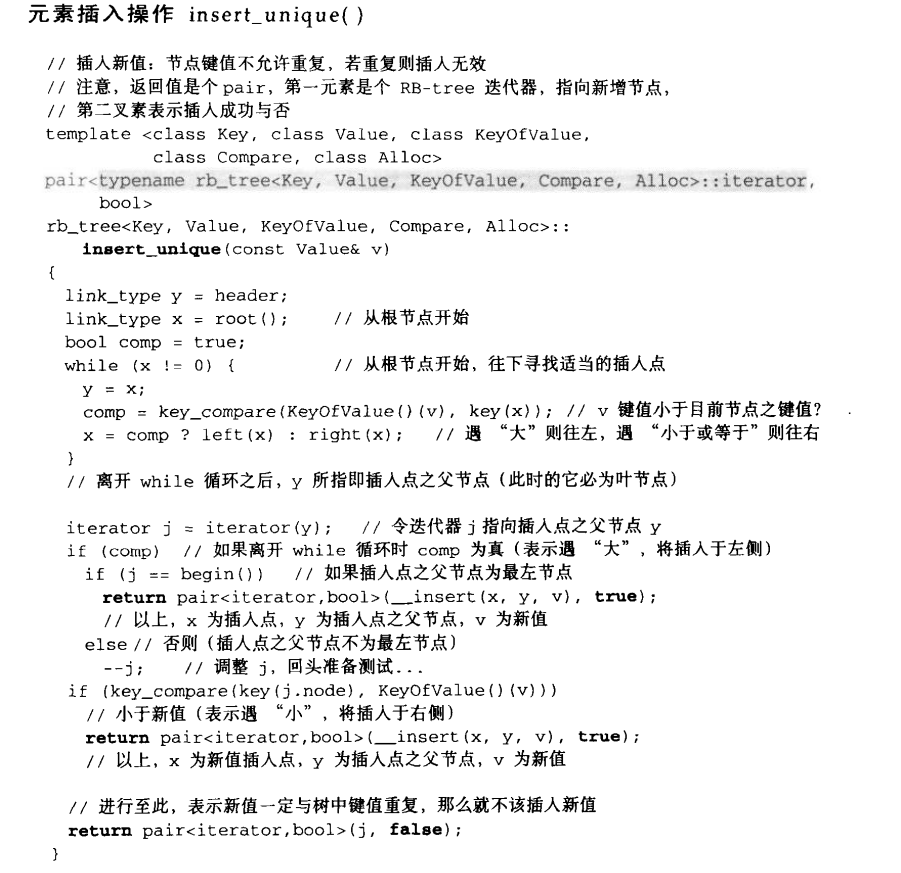 元素插入操作 insert_unique()
// 插入新值：节点键值不允许重复，若重复则插入无效
// 注意，返回值是个pair，第一元素是个 RB-tree 迭代器，指向新增节点，
// 第二叉素表示插入成功与否
template <class Key, class Value, class KeyOfValue,
class Compare, class Alloc>
pair<typename rb_tree<Key, Value, KeyOfValue, Compare, Alloc>::iterator,
bool>
rb_tree<Key, Value, KeyOfValue, Compare, Alloc>::
insert_unique(const Value& v)
{
link_type y = header;
link_type x = root(); // 从根节点开始
bool comp = true;
while (x != 0) { // 从根节点开始，往下寻找适当的插入点
y = x;
comp = key_compare(KeyOfValue()(v), key(x)); // v 键值小于目前节点之键值?
x = comp ? left(x) : right(x); // 遇 “大”则往左，遇 “小于或等于”则往右
}
// 离开 while 循环之后，y 所指即插入点之父节点（此时的它必为叶节点）
iterator j = iterator(y); // 令迭代器j指向插入点之父节点 y
if (comp) // 如果离开 while 循环时 comp 为真（表示遇 “大”，将插入于左侧）
if (j == begin()) // 如果插入点之父节点为最左节点
return pair<iterator,bool>(__insert(x, y, v), true);
// 以上，x 为插入点，y 为插入点之父节点，v 为新值
else // 否则（插入点之父节点不为最左节点）
--j; // 调整 j，回头准备测试...
if (key_compare(key(j.node), KeyOfValue()(v)))
// 小于新值（表示遇 “小”，将插入于右侧）
return pair<iterator,bool>(__insert(x, y, v), true);
// 以上，x 为新值插入点，y 为插入点之父节点，v 为新值
// 进行至此，表示新值一定与树中键值重复，那么就不该插入新值
return pair<iterator,bool>(j, false);
}